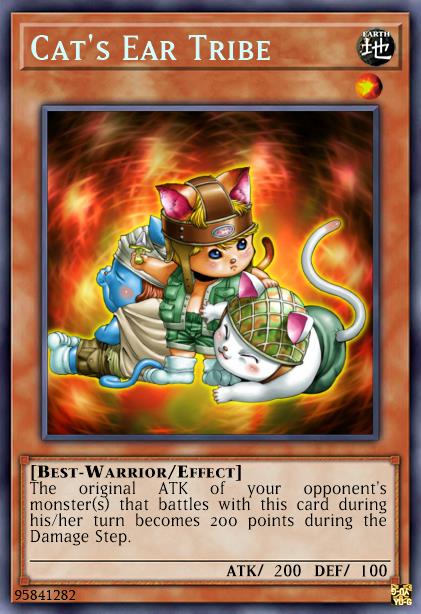 CAT'S EAR TRIBE
EARTH
地
[BEST-WARRIOR/EFFECT]
The original ATK of your opponent's
monster(s) that battles with this card during
his/her turn becomes 200 points during the
Damage Step.
ATK/ 200 DEF/ 100
95841282